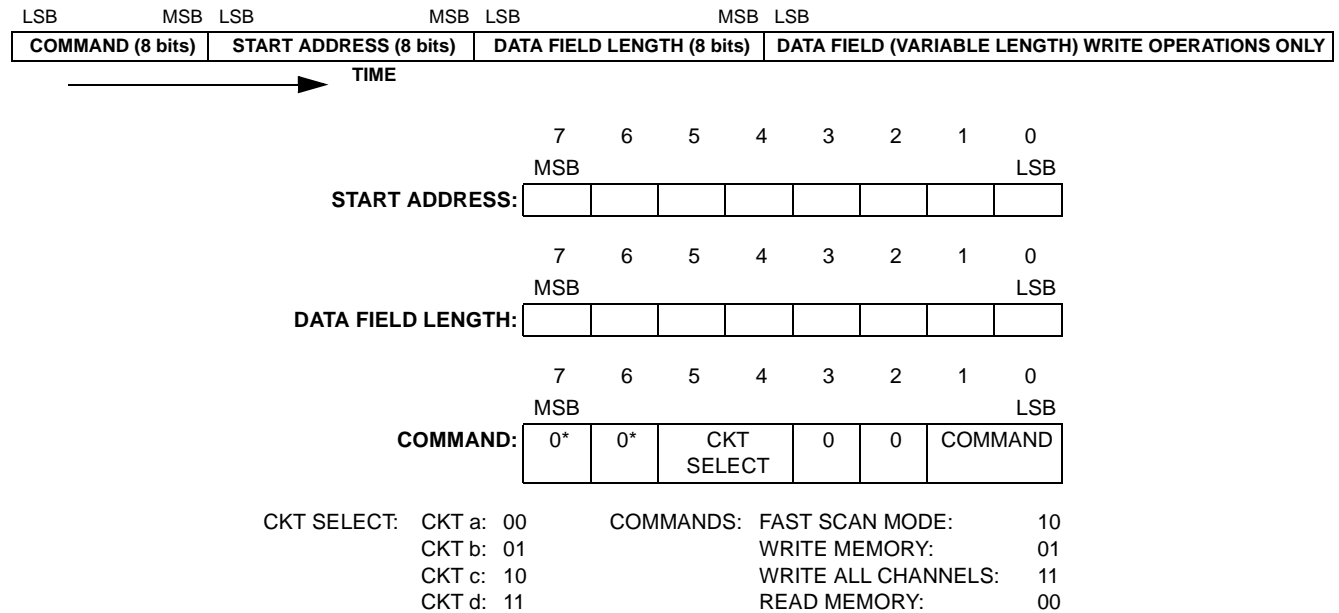 LSB MSB LSB MSB LSB MSB LSB
COMMAND (8 bits) START ADDRESS (8 bits) DATA FIELD LENGTH (8 bits) DATA FIELD (VARIABLE LENGTH) WRITE OPERATIONS ONLY
TIME
7 6 5 4 3 2 1 0
MSB LSB
START ADDRESS:
7 6 5 4 3 2 1 0
MSB LSB
DATA FIELD LENGTH:
7 6 5 4 3 2 1 0
MSB LSB
COMMAND: 0* 0* CKT 0 0 COMMAND
SELECT
CKT SELECT: CKT a: 00 COMMANDS: FAST SCAN MODE: 10
CKT b: 01 WRITE MEMORY: 01
CKT c: 10 WRITE ALL CHANNELS: 11
CKT d: 11 READ MEMORY: 00